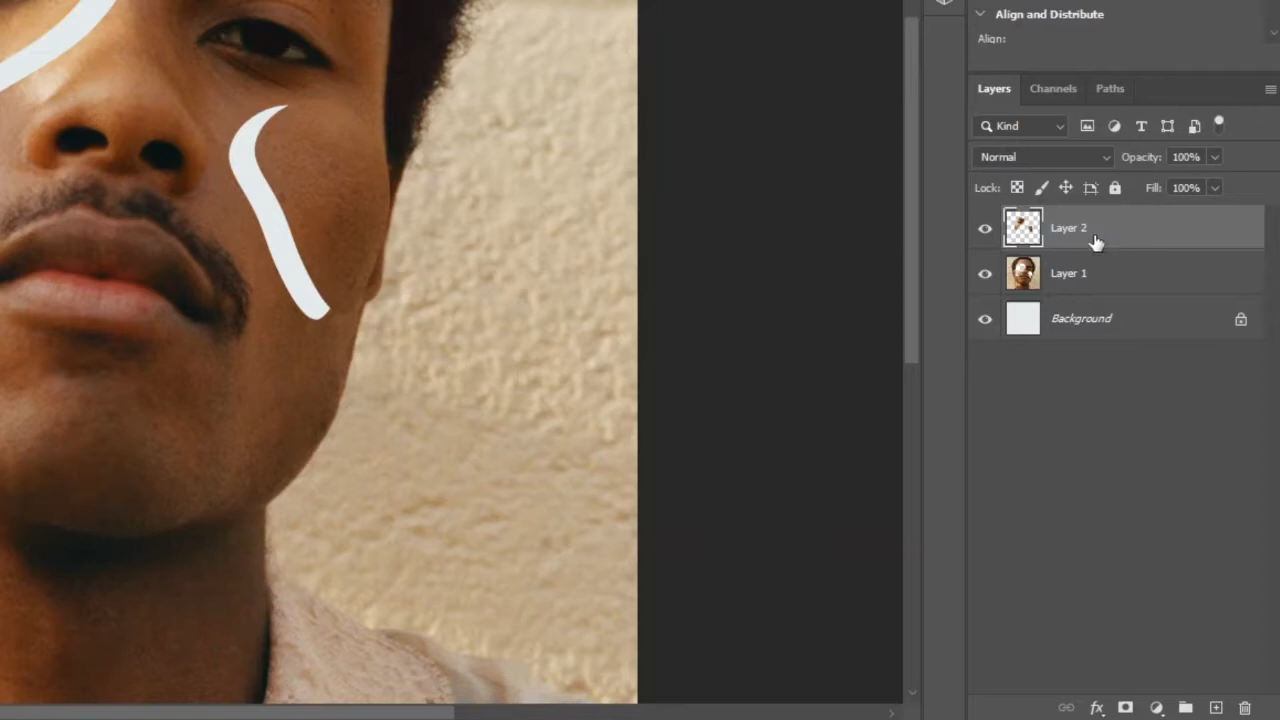 Align and Distribute
Align:
Layers Channels Paths
Kind
Normal Opacity: 100%
Lock: Fill: 100%
Layer 2
Layer 1
Background
fx